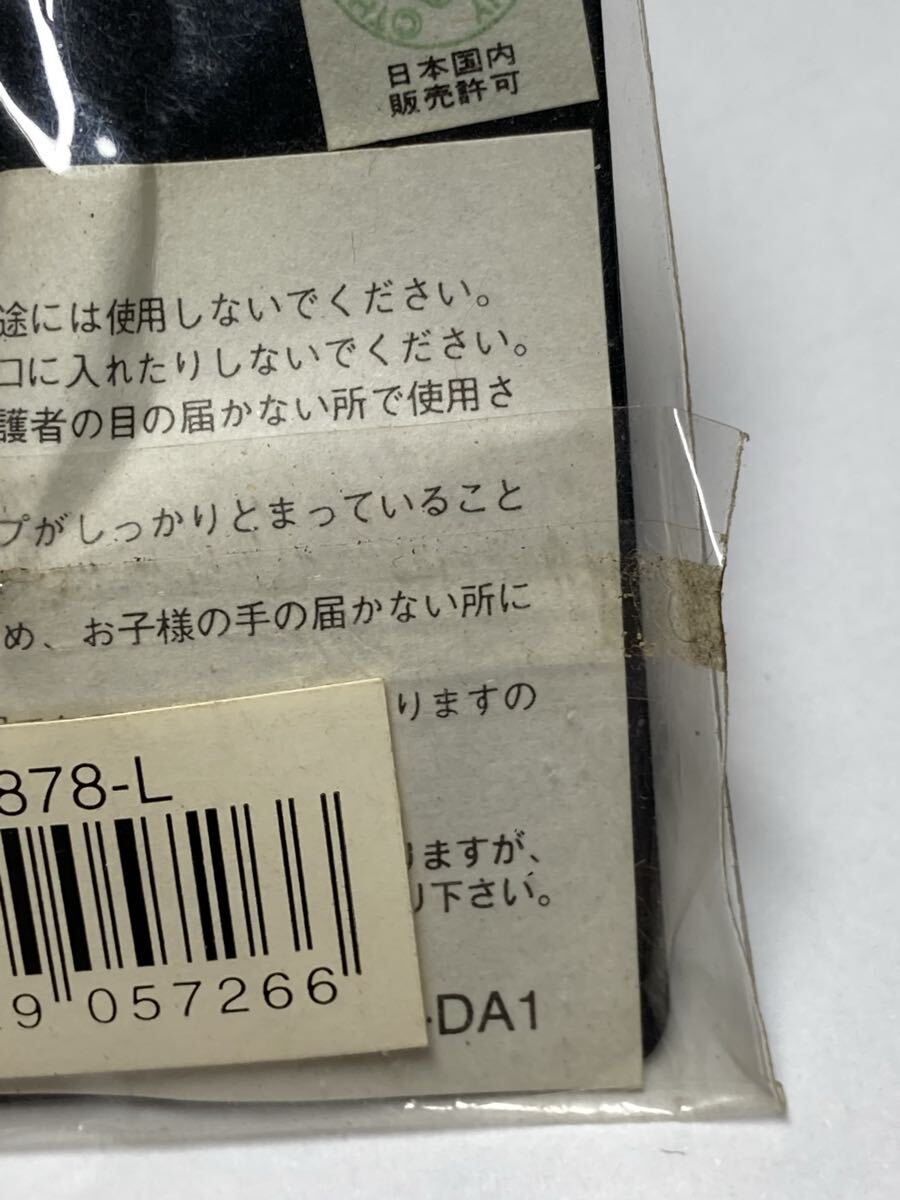 日本国内
販売許可
途には使用しないでください。
口に入れたりしないでください。
護者の目の届かない所で使用さ
プがしっかりとまっていること
め、お子様の手の届かない所に
りますの
878-L
りますが、
り下さい。
9 057266
-DA1